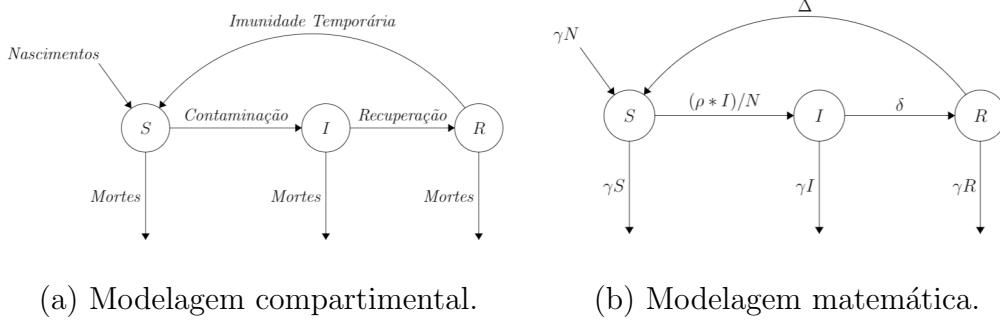 Imunidade Temporária
Nascimentos
S
Contaminação
I
Recuperação
R
Mortes
Mortes
Mortes
(a) Modelagem compartimental.
Δ
γN
S
(ρ ∗ I)/N
I
δ
R
γS
γI
γR
(b) Modelagem matemática.